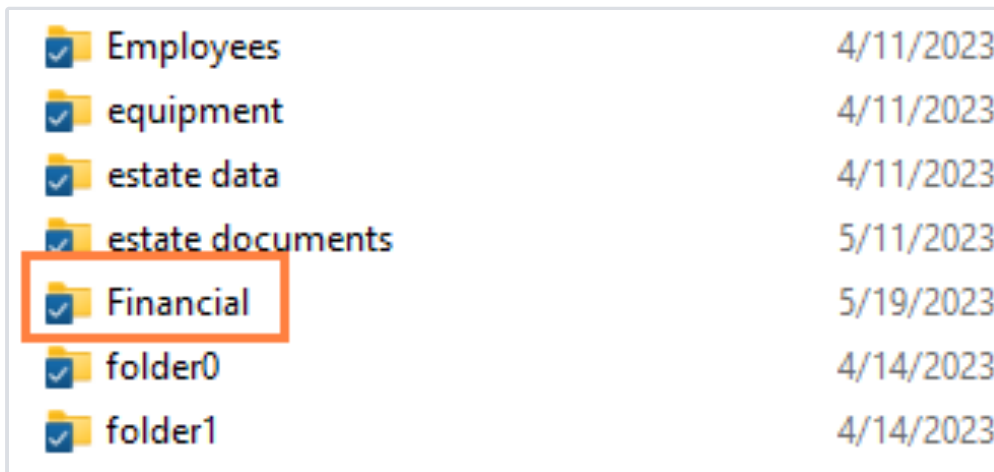 Employees 4/11/2023
equipment 4/11/2023
estate data 4/11/2023
estate documents 5/11/2023
Financial 5/19/2023
folder0 4/14/2023
folder1 4/14/2023